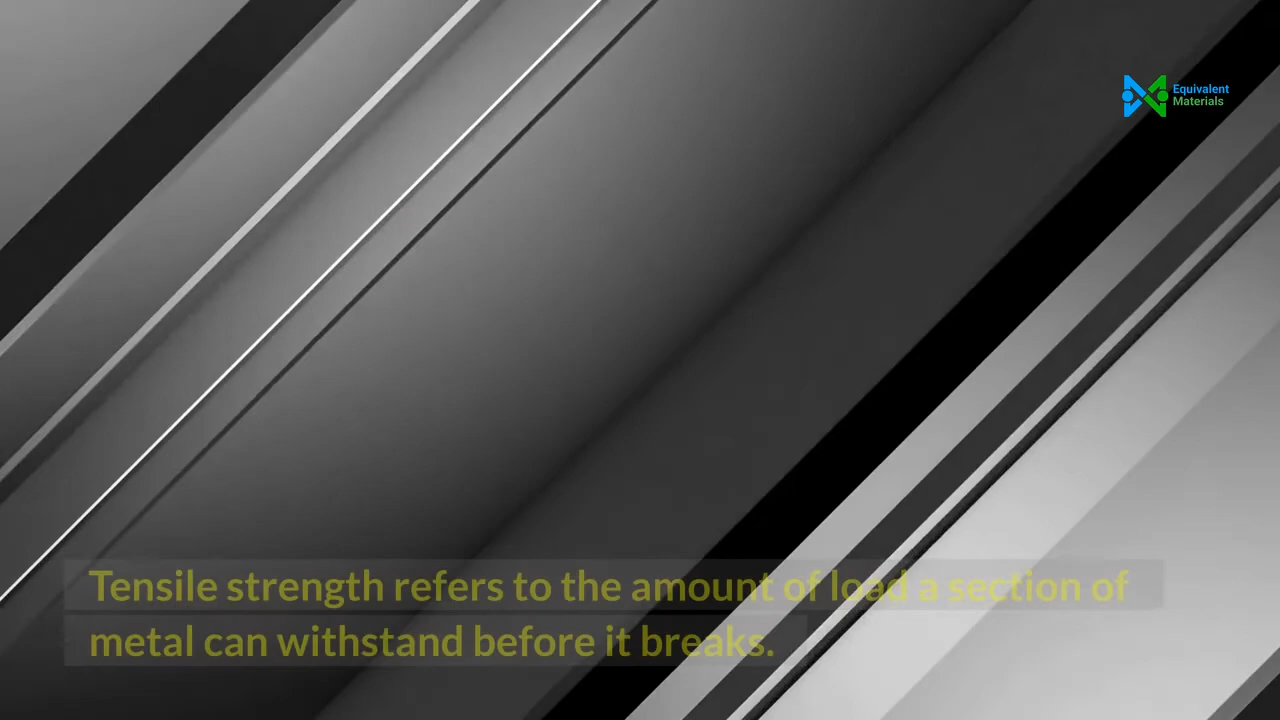 Equivalent
Materials
Tensile strength refers to the amount of load a section of
metal can withstand before it breaks.